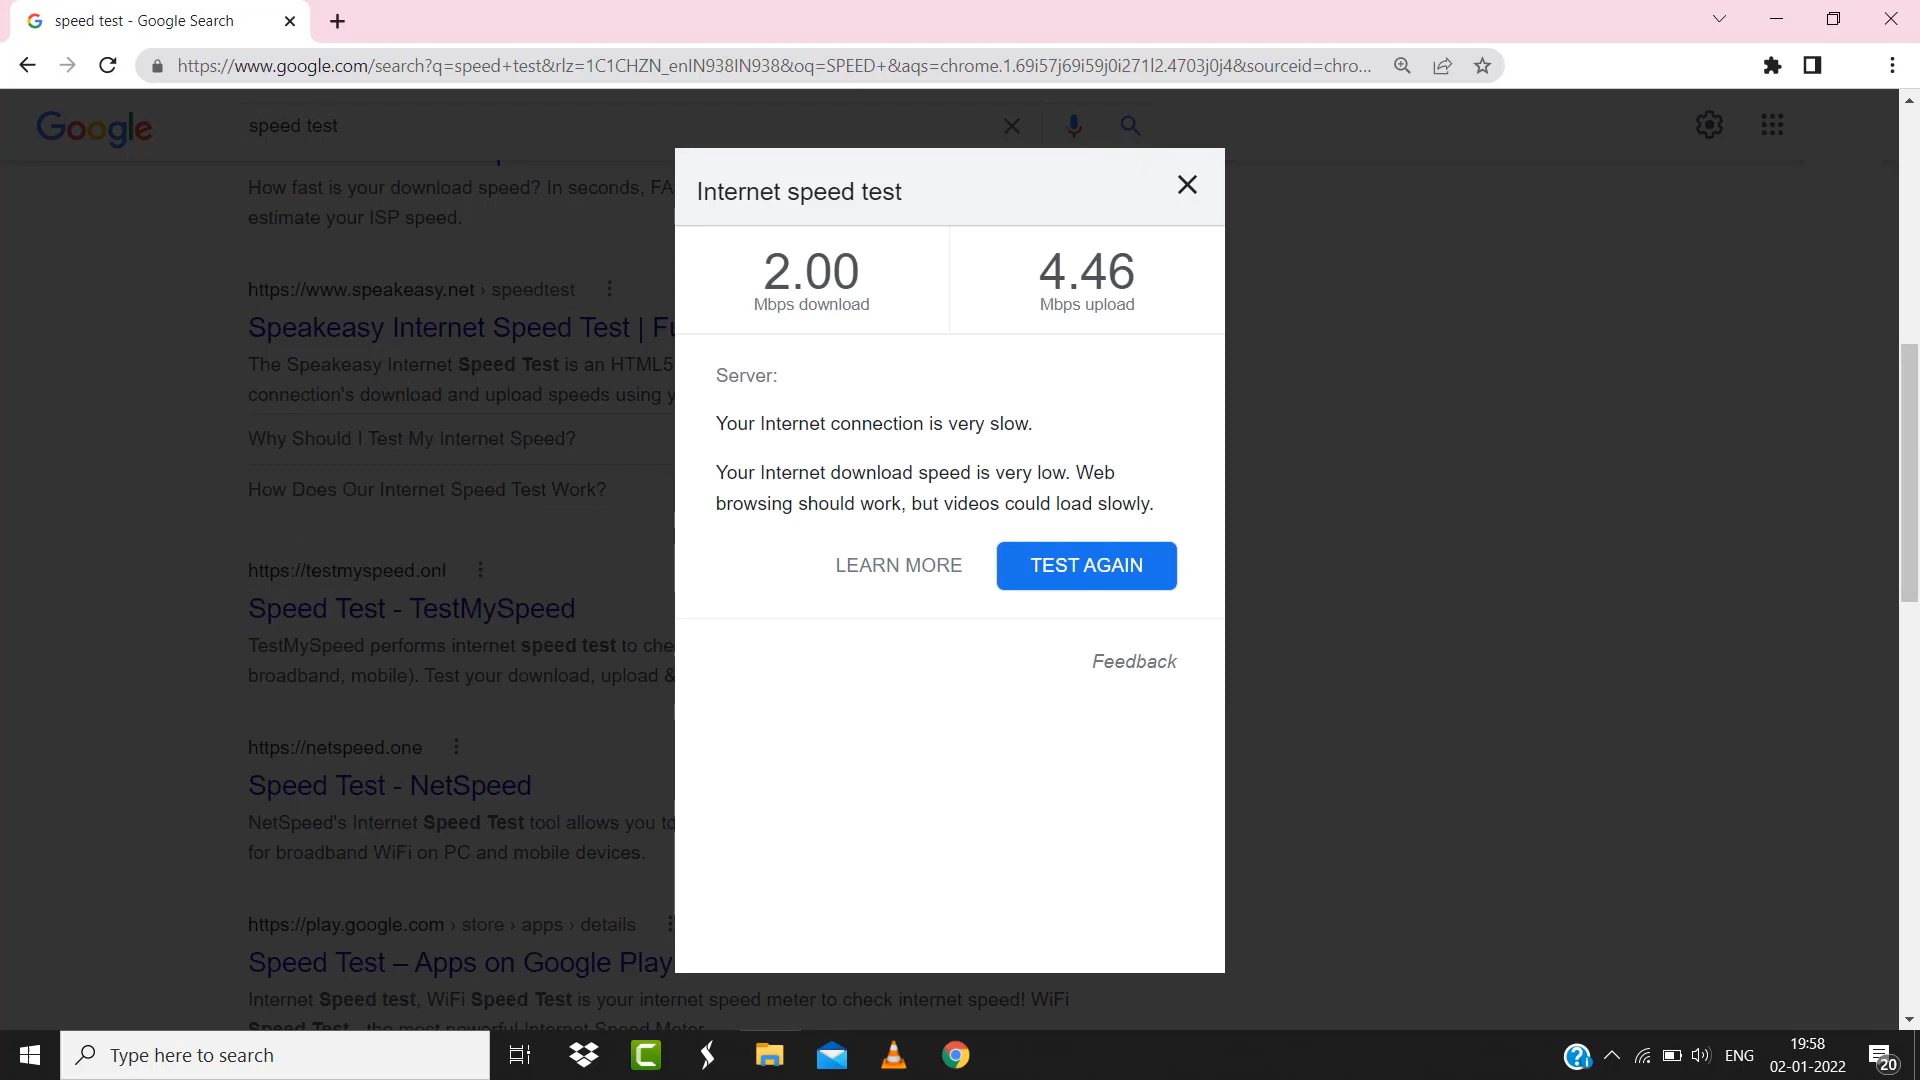 speed test - Google Search
https://www.google.com/search?q=speed+test&rlz=1C1CHZN_enIN938IN938&oq=SPEED+&aqs=chrome.1.69i57j69i59j0i271l2.4703j0j4&sourceid=chro...
Google
speed test
How fast is your download speed? In seconds, FA
estimate your ISP speed.
https://www.speakeasy.net › speedtest
Speakeasy Internet Speed Test | Fu
The Speakeasy Internet Speed Test is an HTML5
connection's download and upload speeds using y
Why Should I Test My Internet Speed?
How Does Our Internet Speed Test Work?
https://testmyspeed.onl
Speed Test - TestMySpeed
TestMySpeed performs internet speed test to che
broadband, mobile). Test your download, upload &
https://netspeed.one
Speed Test - NetSpeed
NetSpeed's Internet Speed Test tool allows you to
for broadband WiFi on PC and mobile devices.
https://play.google.com › store › apps › details
Speed Test – Apps on Google Play
Internet Speed test, WiFi Speed Test is your internet speed meter to check internet speed! WiFi
Speed Test - the most powerful Internet Speed Meter
Internet speed test
2.00 4.46
Mbps download Mbps upload
Server:
Your Internet connection is very slow.
Your Internet download speed is very low. Web
browsing should work, but videos could load slowly.
LEARN MORE TEST AGAIN
Feedback
Type here to search
ENG
19:58
02-01-2022
20